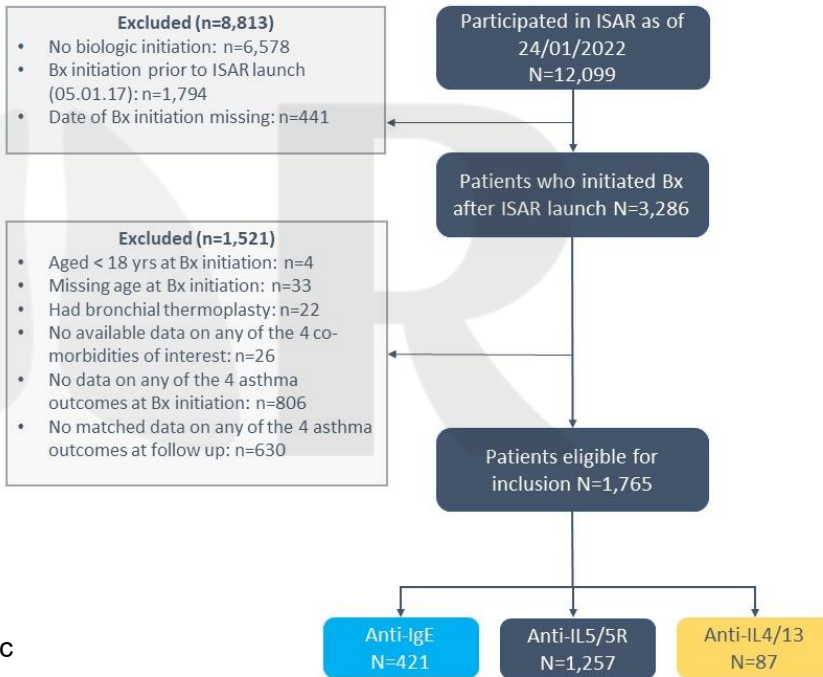 Excluded (n=8,813)
• No biologic initiation: n=6,578
• Bx initiation prior to ISAR launch
(05.01.17): n=1,794
• Date of Bx initiation missing: n=441
Participated in ISAR as of
24/01/2022
N=12,099
Patients who initiated Bx
after ISAR launch N=3,286
Excluded (n=1,521)
• Aged < 18 yrs at Bx initiation: n=4
• Missing age at Bx initiation: n=33
• Had bronchial thermoplasty: n=22
• No available data on any of the 4 co-
morbidities of interest: n=26
• No data on any of the 4 asthma
outcomes at Bx initiation: n=806
• No matched data on any of the 4 asthma
outcomes at follow up: n=630
Patients eligible for
inclusion N=1,765
Anti-IgE
N=421
Anti-IL5/5R
N=1,257
Anti-IL4/13
N=87
c